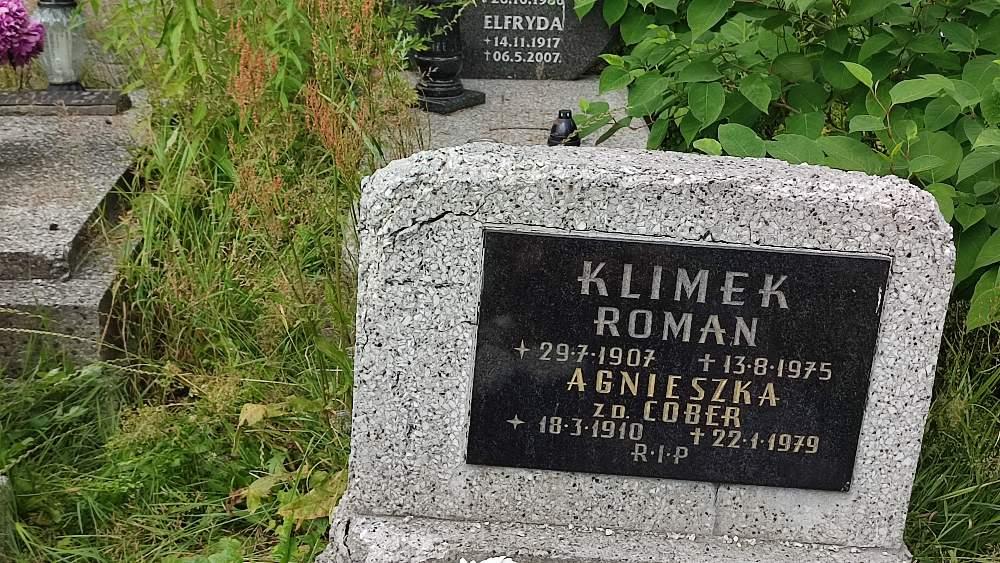 ELFRYDA
*14.11.1917
+06.5.2007.
KLIMEK
ROMAN
✦ 29·7·1907 ✝ 13·8·1975
AGNIESZKA
ZD. COBER
✦ 18·3·1910 ✝ 22·1·1979
R·I·P